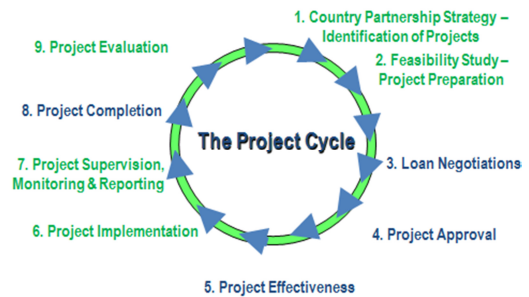 1. Country Partnership Strategy –
Identification of Projects
2. Feasibility Study–
Project Preparation
3. Loan Negotiations
4. Project Approval
5. Project Effectiveness
6. Project Implementation
7. Project Supervision,
Monitoring & Reporting
8. Project Completion
9. Project Evaluation
The Project Cycle